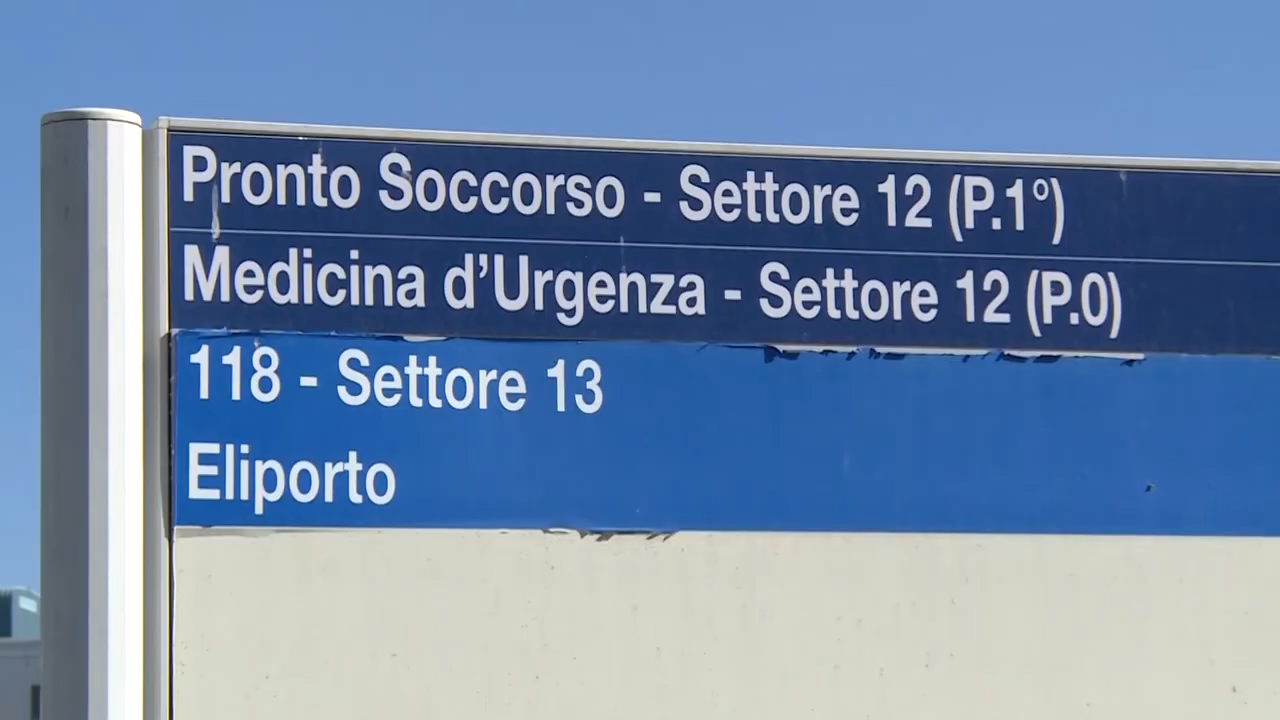 Pronto Soccorso - Settore 12 (P.1°)
Medicina d'Urgenza - Settore 12 (P.0)
118 - Settore 13
Eliporto